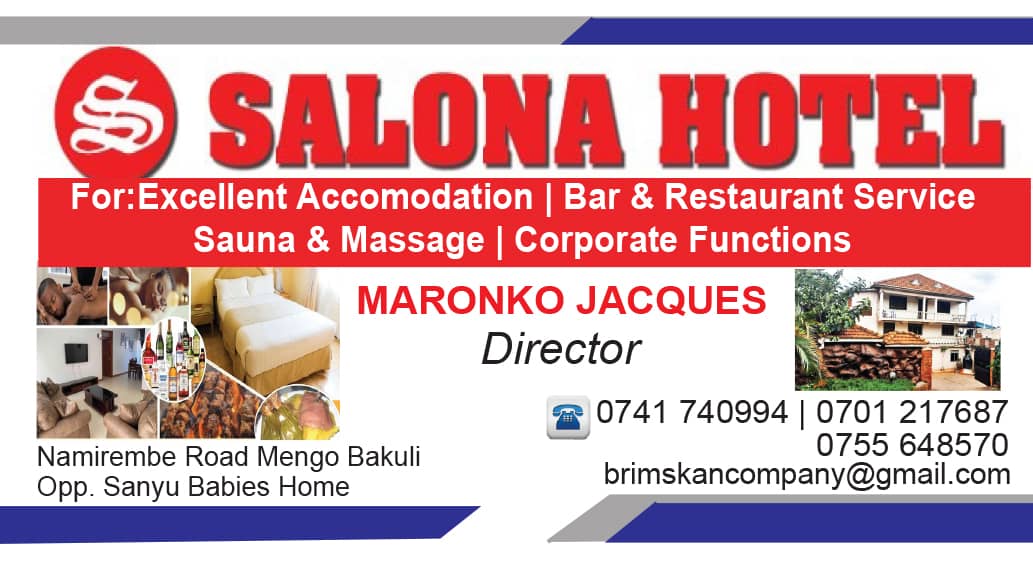 S SALONA HOTEL
For:Excellent Accomodation | Bar & Restaurant Service
Sauna & Massage | Corporate Functions
MARONKO JACQUES
Director
0741 740994 | 0701 217687
0755 648570
brimskancompany@gmail.com
Namirembe Road Mengo Bakuli
Opp. Sanyu Babies Home